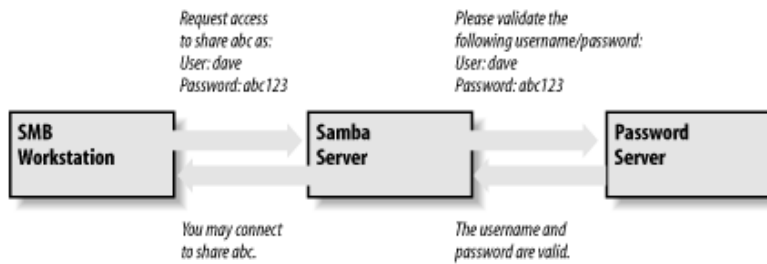 Request access
to share abc as:
User: dave
Password: abc123
Please validate the
following username/password:
User: dave
Password: abc123
SMB
Workstation
Samba
Server
Password
Server
You may connect
to share abc.
The username and
password are valid.